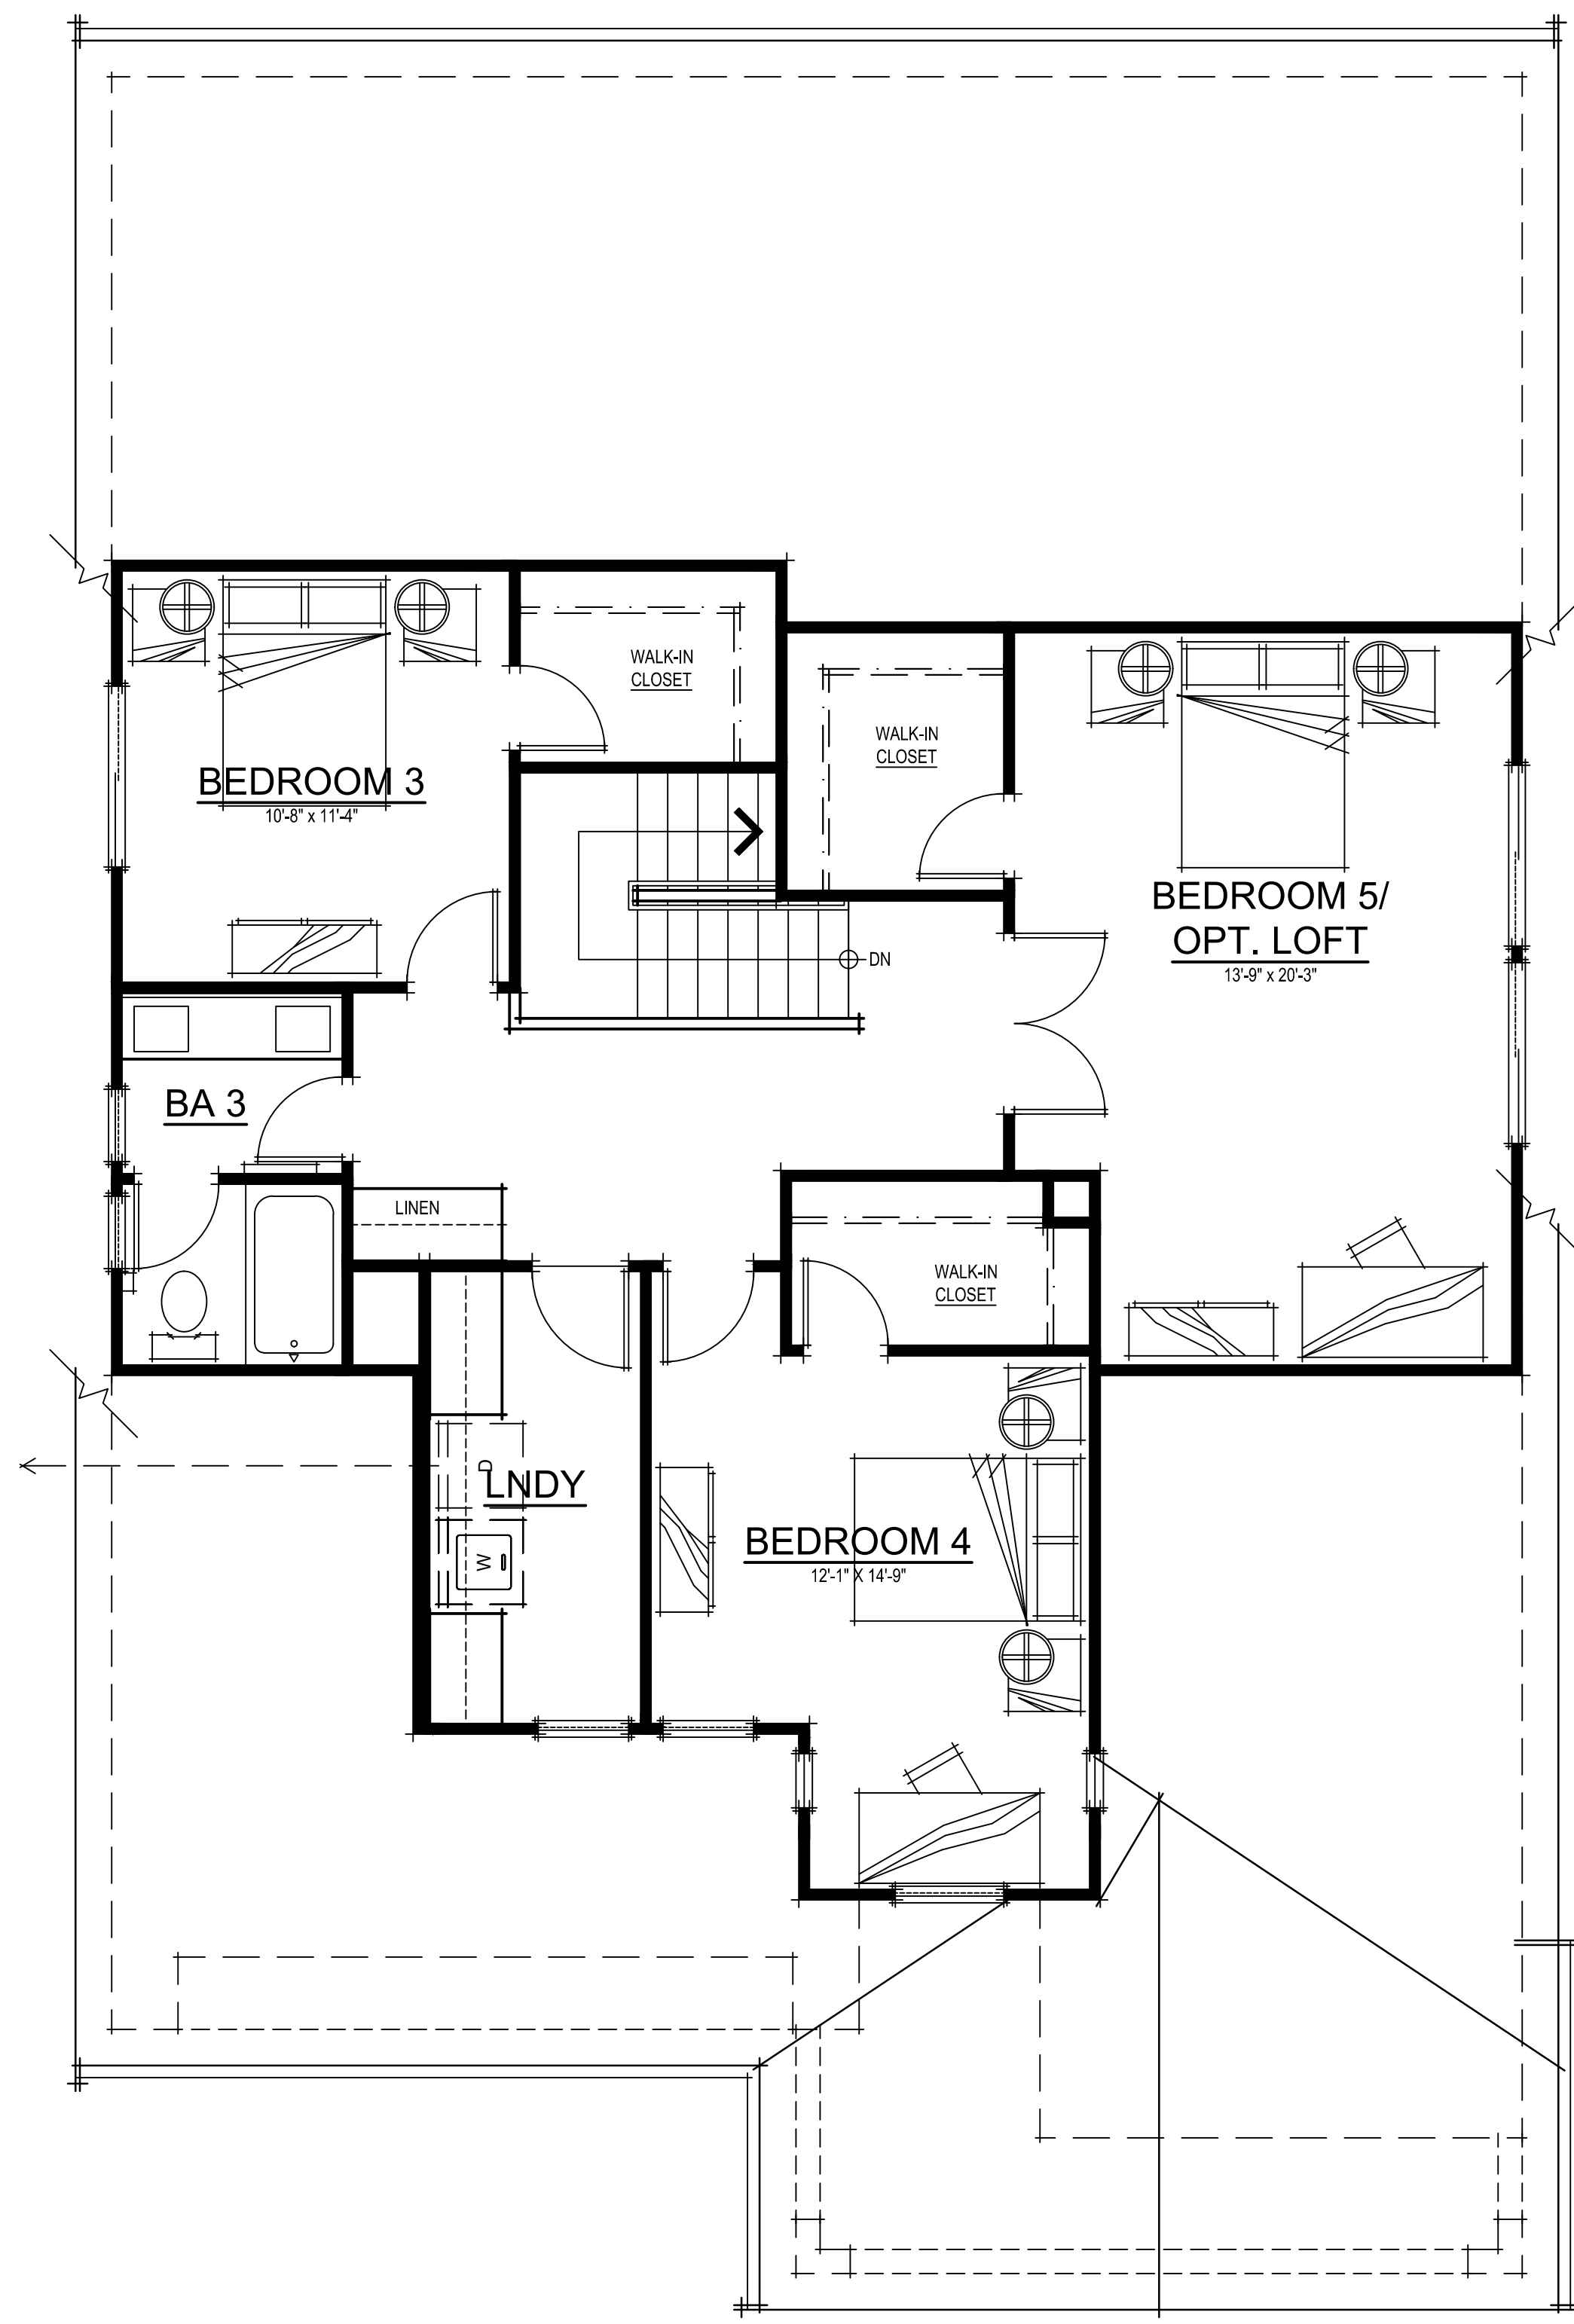 WALK-IN
CLOSET
WALK-IN
CLOSET
BEDROOM 3
10'-8" x 11'-4"
BEDROOM 5/
OPT. LOFT
13'-9" x 20'-3"
DN
BA 3
LINEN
WALK-IN
CLOSET
D
LNDY
W
BEDROOM 4
12'-1" X 14'-9"